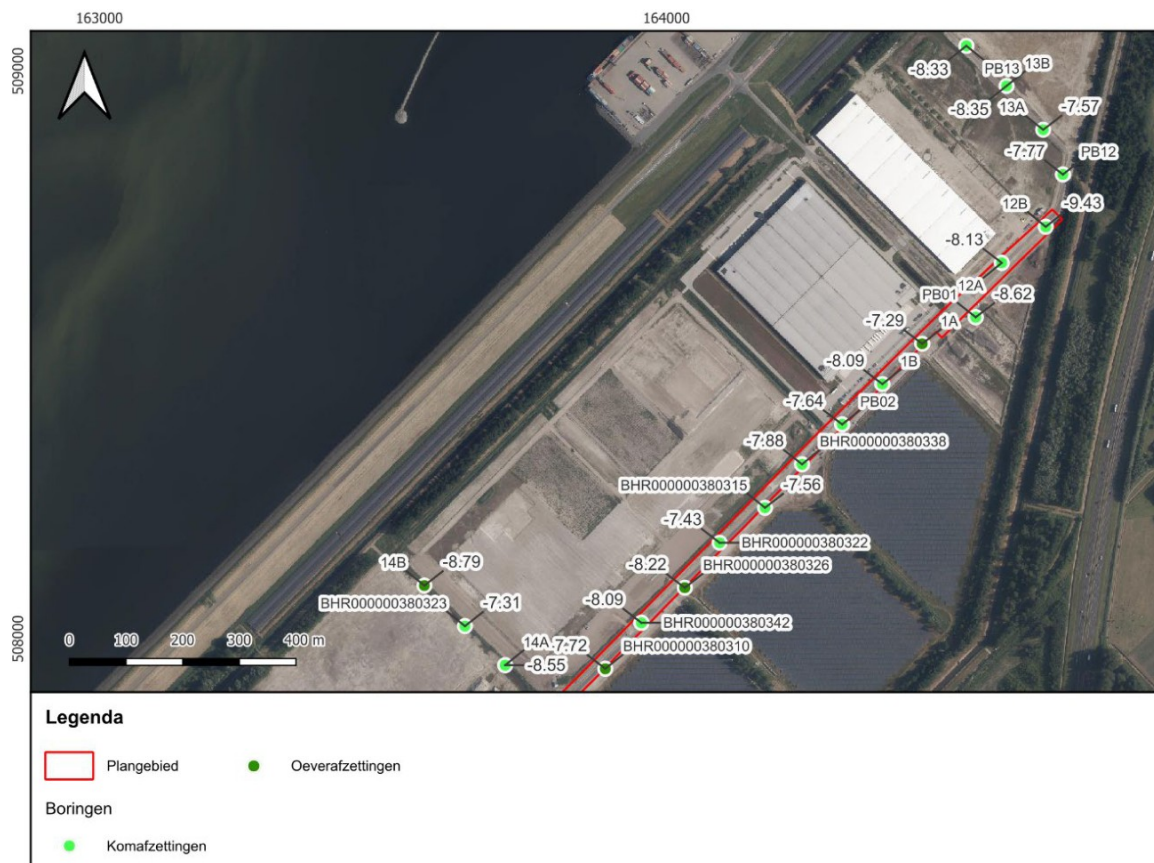 163000
164000
509000
508000
-8.33
PB13
13B
-8.35
13A
-7.57
-7.77
PB12
12B
-9.43
-8.13
12A
PB01
-8.62
-7.29
1A
-8.09
1B
-7.64
PB02
-7.88
BHR000000380338
BHR000000380315
-7.56
-7.43
BHR000000380322
-8.22
BHR000000380326
14B
-8.79
BHR000000380323
-7.31
-8.09
BHR000000380342
14A
-7.72
BHR000000380310
-8.55
0 100 200 300 400 m
Legenda
Plangebied
Oeverafzettingen
Boringen
Komafzettingen